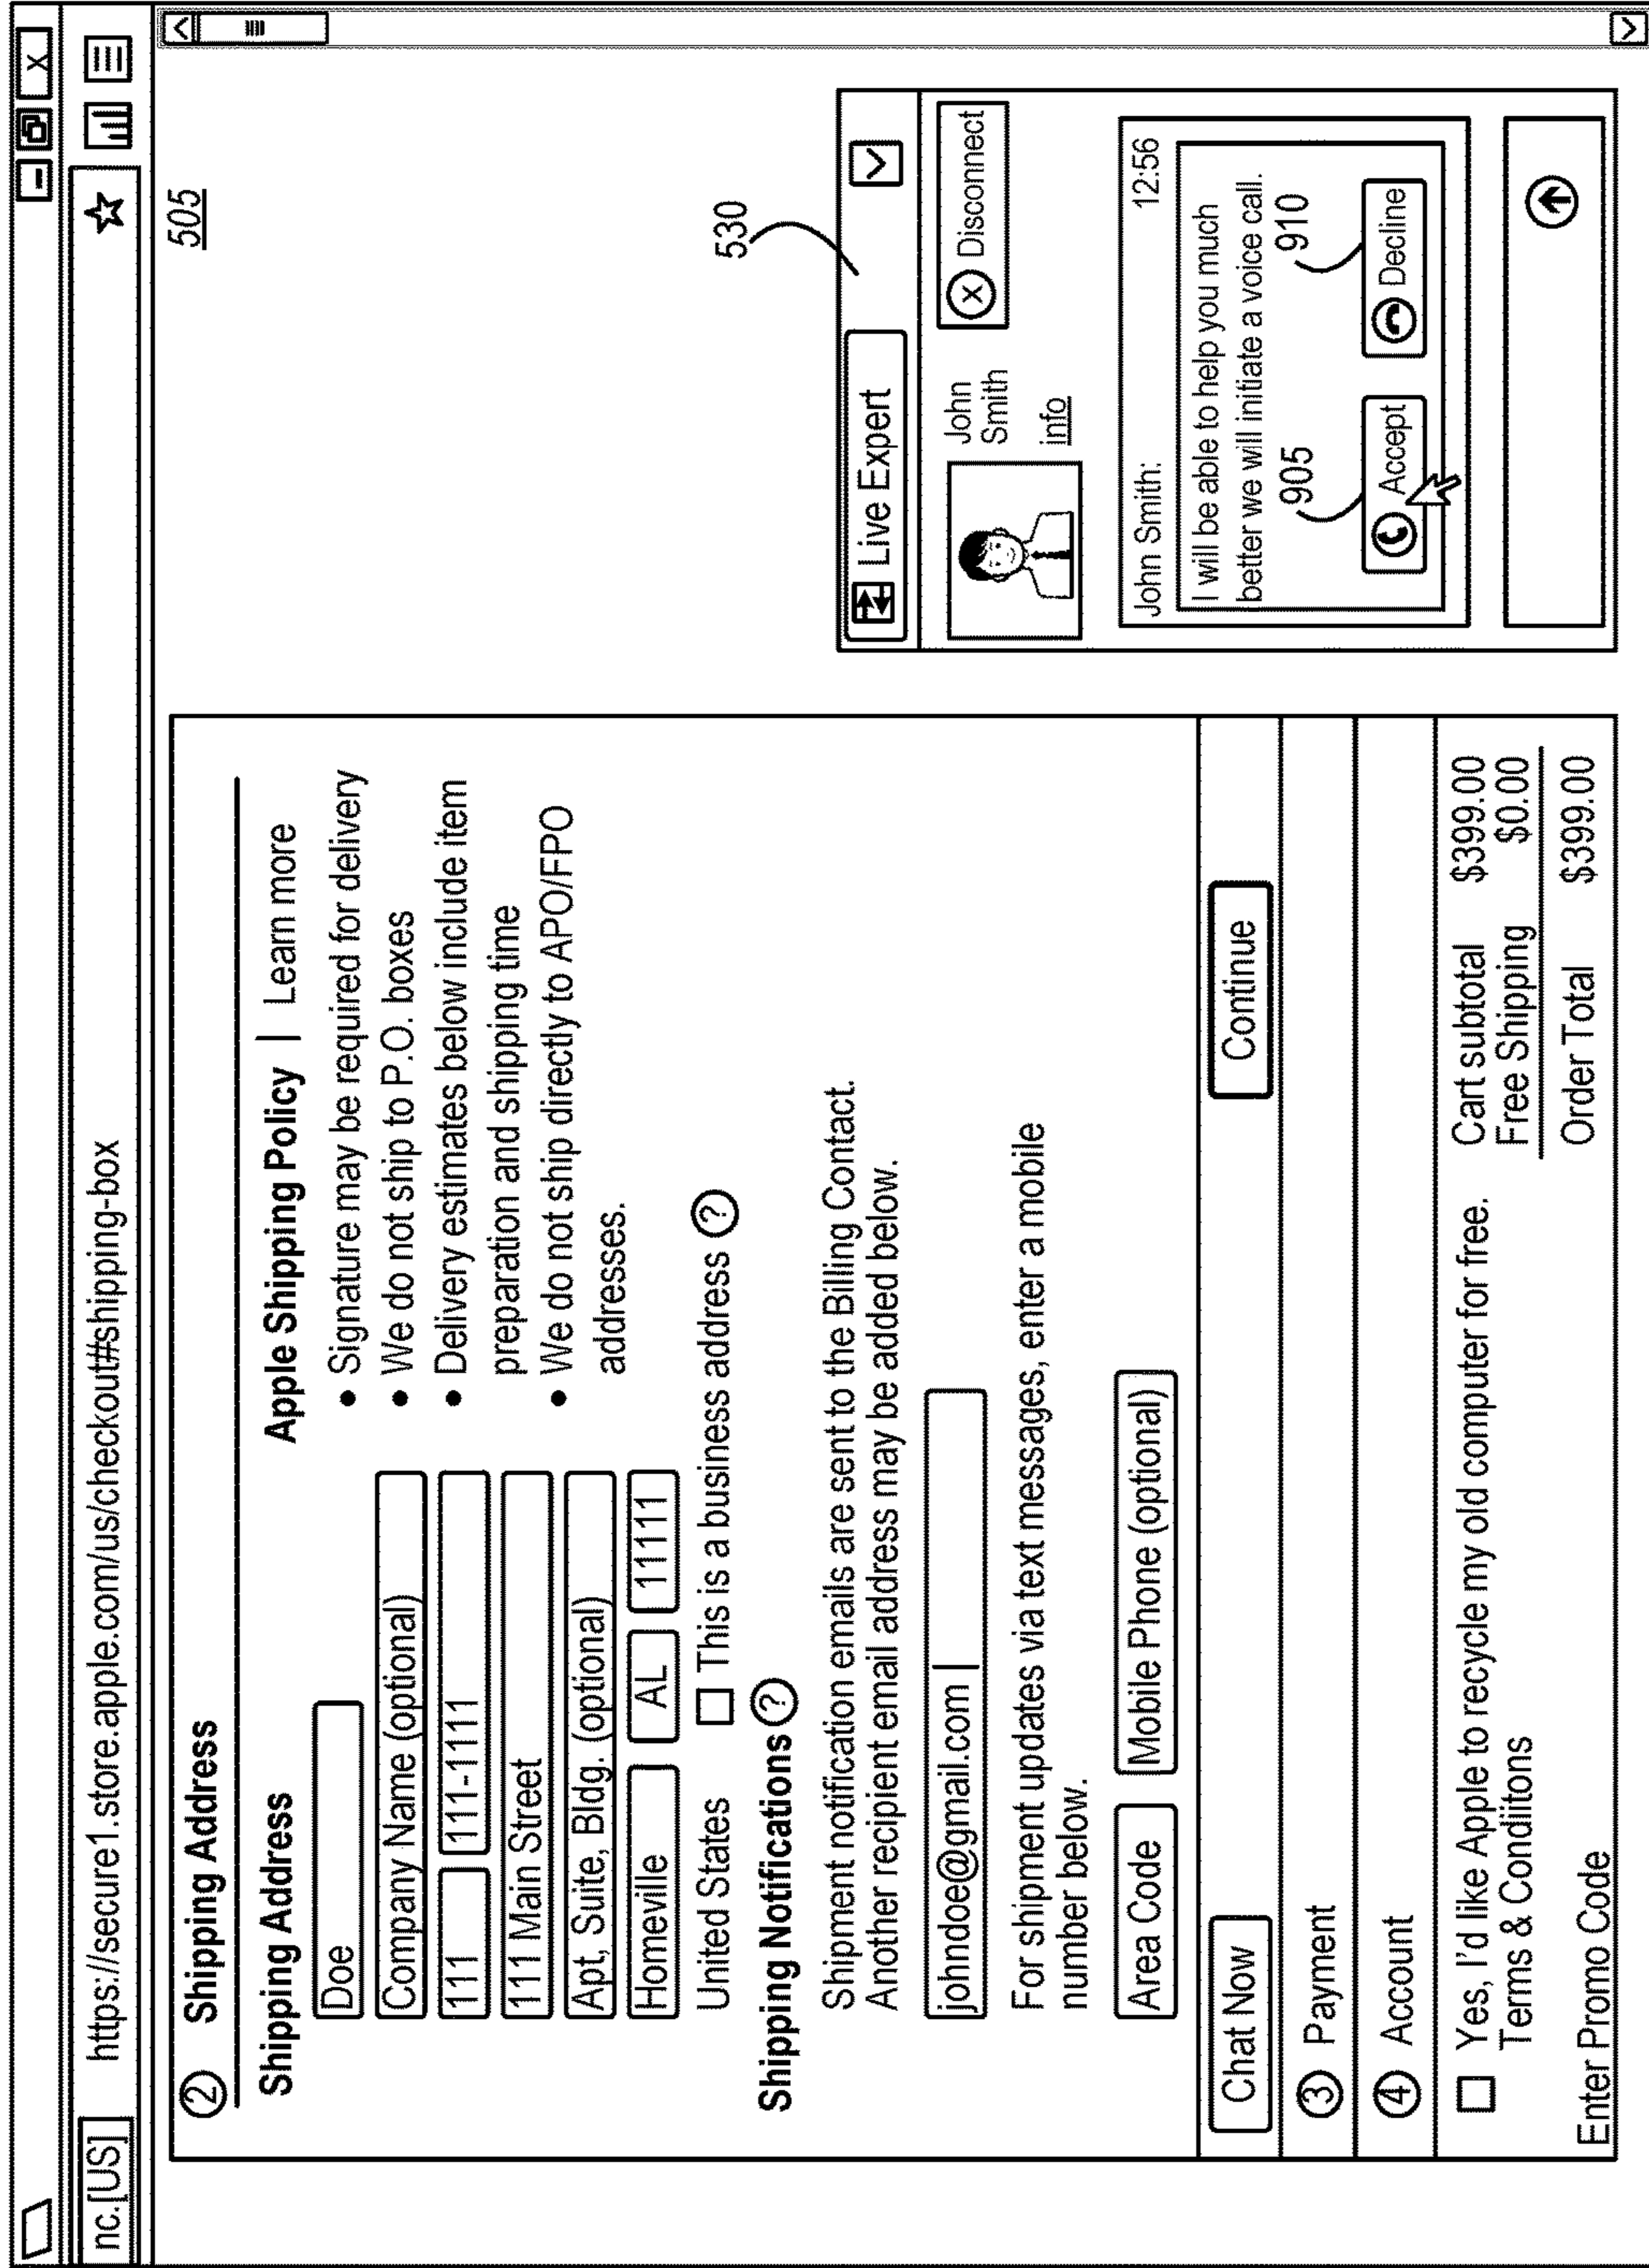 X
nc.[US] https://secure1.store.apple.com/us/checkout#shipping-box
505
2 Shipping Address
Shipping Address
Doe
Company Name (optional)
111 111-1111
111 Main Street
Apt, Suite, Bldg. (optional)
Homeville AL 11111
United States This is a business address ?
Apple Shipping Policy | Learn more
• Signature may be required for delivery
• We do not ship to P.O. boxes
• Delivery estimates below include item
preparation and shipping time
• We do not ship directly to APO/FPO
addresses.
Shipping Notifications ?
Shipment notification emails are sent to the Billing Contact.
Another recipient email address may be added below.
johndoe@gmail.com
For shipment updates via text messages, enter a mobile
number below.
Area Code Mobile Phone (optional)
Chat Now Continue
3 Payment
4 Account
Yes, I'd like Apple to recycle my old computer for free.
Terms & Condiitons
Enter Promo Code
Cart subtotal $399.00
Free Shipping $0.00
Order Total $399.00
530
Live Expert
John
Smith
info
X Disconnect
John Smith: 12:56
I will be able to help you much
better we will initiate a voice call.
905 910
Accept Decline